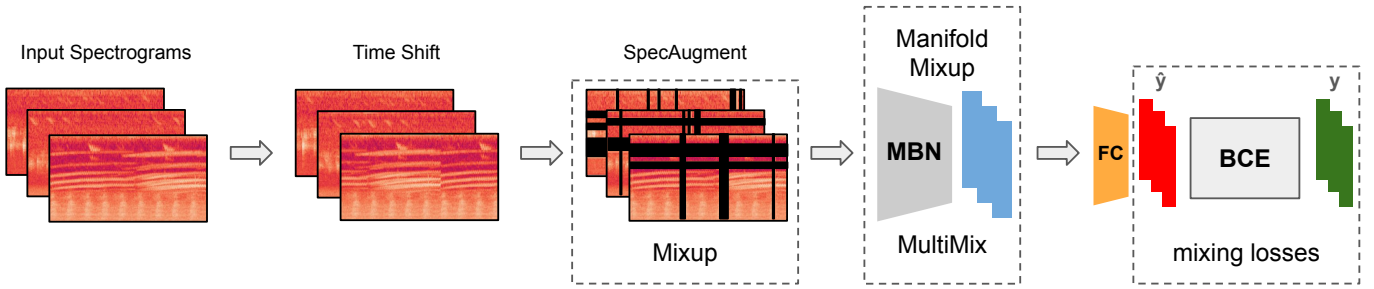 Input Spectrograms
Time Shift
SpecAugment
Mixup
Manifold
Mixup
MBN
MultiMix
FC
ŷ
BCE
y
mixing losses